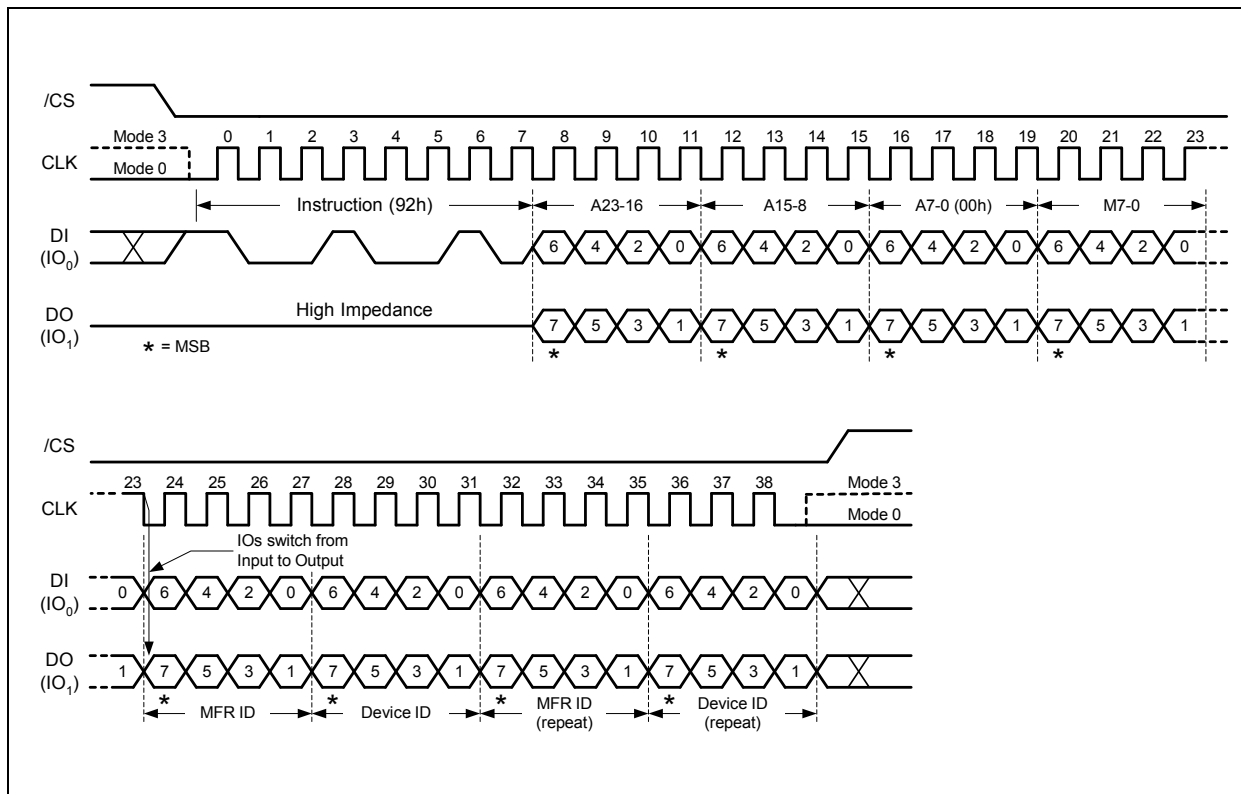 /CS
Mode 3 0 1 2 3 4 5 6 7 8 9 10 11 12 13 14 15 16 17 18 19 20 21 22 23
CLK Mode 0
Instruction (92h) A23-16 A15-8 A7-0 (00h) M7-0
DI
(IO0) 6 4 2 0 6 4 2 0 6 4 2 0 6 4 2 0
High Impedance
DO
(IO1) 7 5 3 1 7 5 3 1 7 5 3 1 7 5 3 1
* = MSB * * * *
/CS
23 24 25 26 27 28 29 30 31 32 33 34 35 36 37 38 Mode 3
CLK Mode 0
IOs switch from
Input to Output
DI
(IO0) 0 6 4 2 0 6 4 2 0 6 4 2 0 6 4 2 0
DO
(IO1) 1 7 5 3 1 7 5 3 1 7 5 3 1 7 5 3 1
* * * *
MFR ID Device ID MFR ID
(repeat) Device ID
(repeat)